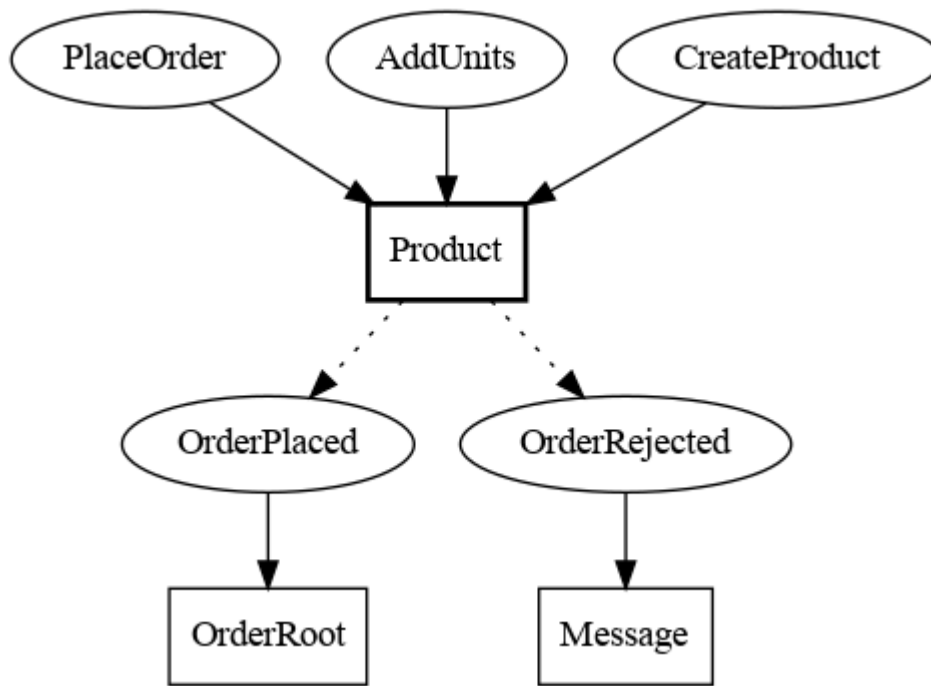 PlaceOrder
AddUnits
CreateProduct
Product
OrderPlaced
OrderRejected
OrderRoot
Message